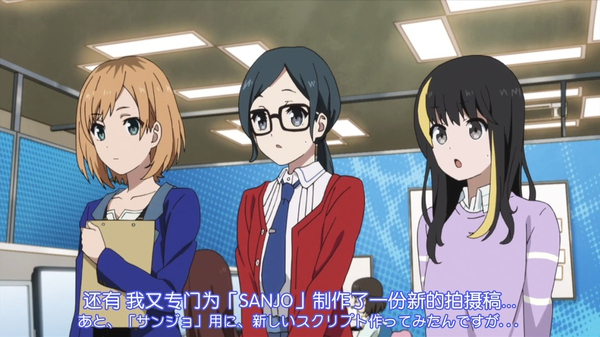 还有 我又专门为「SANJO」制作了一份新的拍摄稿...
あと、「サンジョ」用に、新しいスクリプト作ってみたんですが...